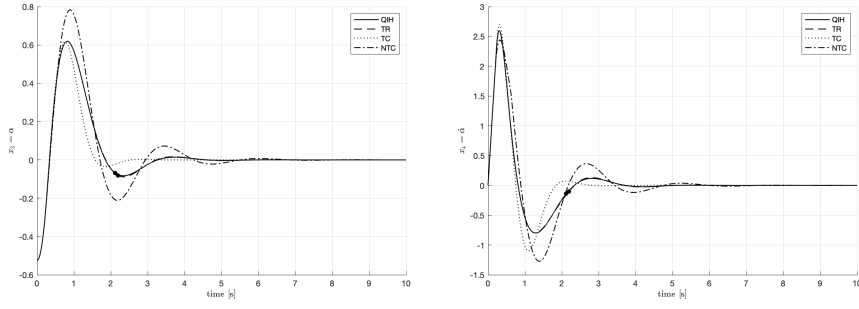 0.8
0.6
0.4
0.2
0
-0.2
-0.4
-0.6
x₃ = α
0 1 2 3 4 5 6 7 8 9 10
time [s]
QIH
TR
TC
NTC
3
2.5
2
1.5
1
0.5
0
-0.5
-1
-1.5
x₄ = α̇
0 1 2 3 4 5 6 7 8 9 10
time [s]
QIH
TR
TC
NTC